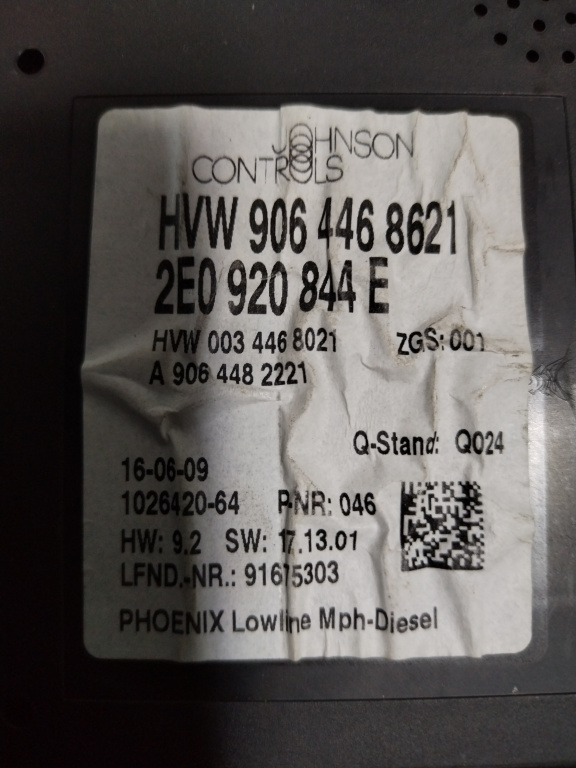 JOHNSON
CONTROLS
HVW 906 446 8621
2E0 920 844 E
HVW 003 446 8021 ZGS: 001
A 906 448 2221
Q-Stand: Q024
16-06-09
1026420-64 P-NR: 046
HW: 9.2 SW: 17.13.01
LFND.-NR.: 91675303
PHOENIX Lowline Mph-Diesel